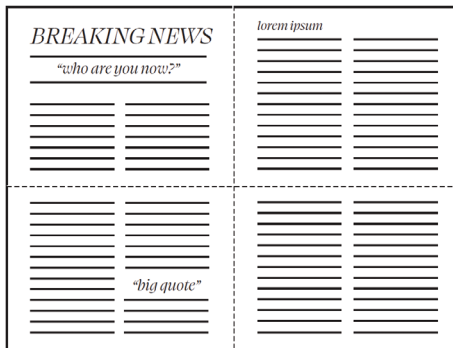 BREAKING NEWS
“who are you now?”
lorem ipsum
“big quote”